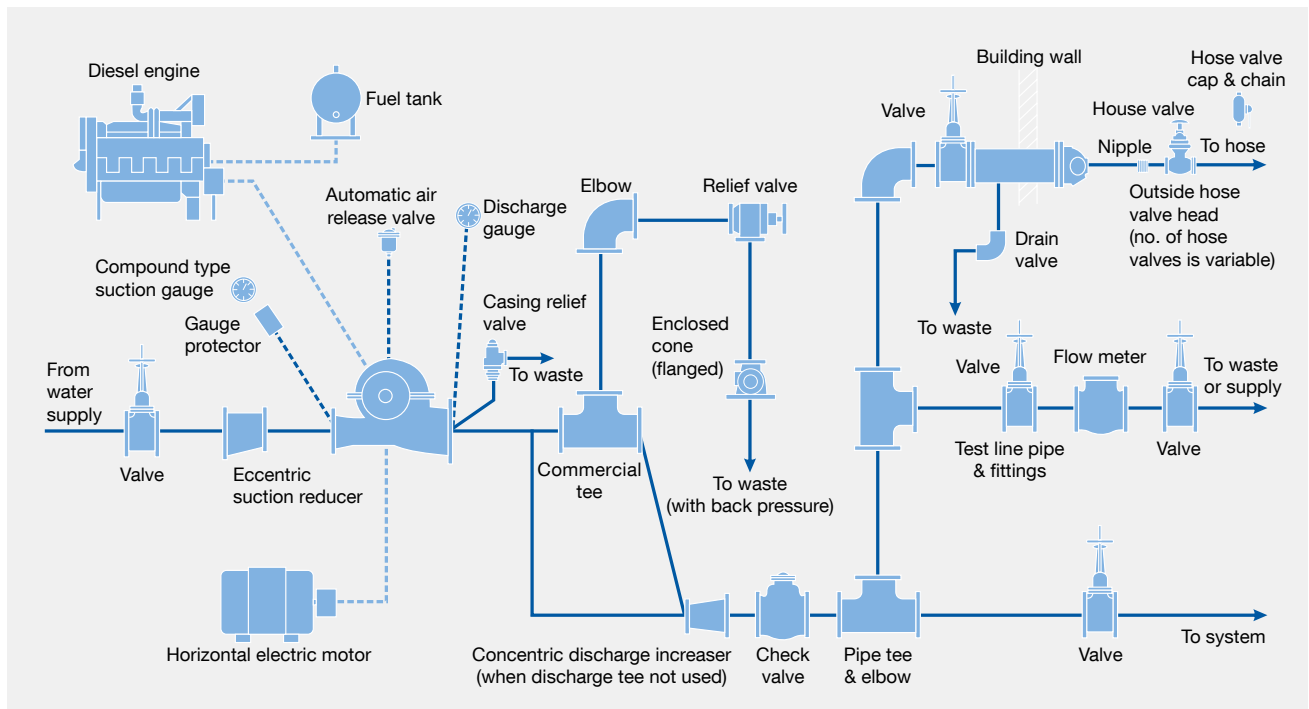 Diesel engine
Fuel tank
Automatic air
release valve
Discharge
gauge
Compound type
suction gauge
Gauge
protector
From
water
supply
Valve
Eccentric
suction reducer
Horizontal electric motor
Casing relief
valve
To waste
Elbow
Relief valve
Enclosed
cone
(flanged)
Commercial
tee
To waste
(with back pressure)
Concentric discharge increaser
(when discharge tee not used)
Check
valve
Pipe tee
& elbow
Valve
Building wall
Hose valve
cap & chain
House valve
Nipple
To hose
Outside hose
valve head
(no. of hose
valves is variable)
Drain
valve
To waste
Valve
Flow meter
To waste
or supply
Test line pipe
& fittings
Valve
To system
Valve